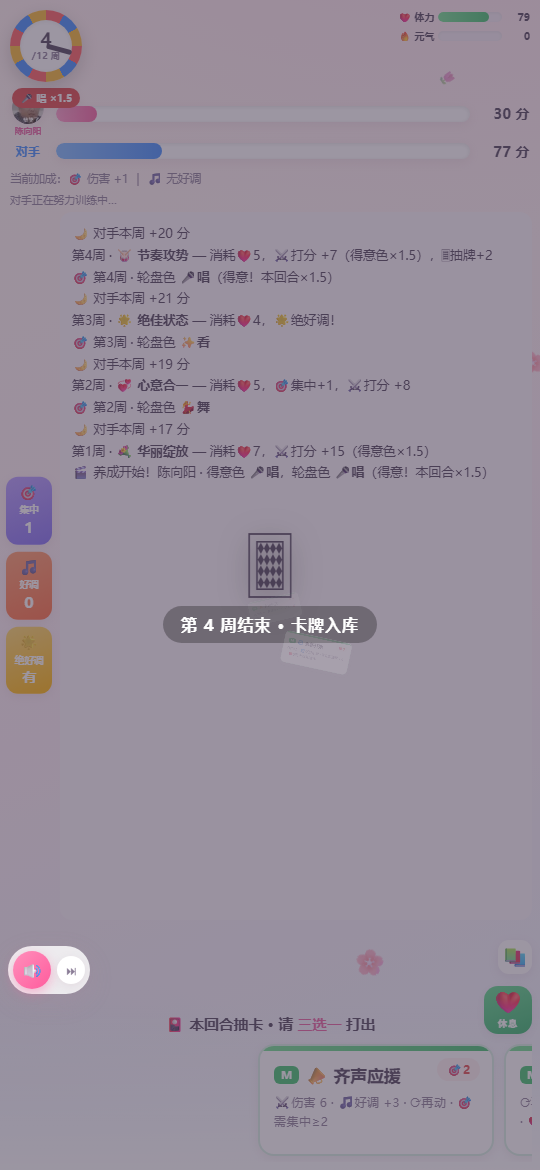 4
/12 周
体力 79
元气 0
唱 ×1.5
陈向阳
30 分
对手
77 分
当前加成: 伤害 +1 | 无好调
对手正在努力训练中...
对手本周 +20 分
第4周 · 节奏攻势 — 消耗5, 打分 +7（得意色×1.5）, 抽牌+2
第4周 · 轮盘色 唱（得意！本回合×1.5）
对手本周 +21 分
第3周 · 绝佳状态 — 消耗4, 绝好调！
第3周 · 轮盘色 香
对手本周 +19 分
第2周 · 心意合一 — 消耗5, 集中+1, 打分 +8
第2周 · 轮盘色 舞
对手本周 +17 分
第1周 · 华丽绽放 — 消耗7, 打分 +15（得意色×1.5）
养成开始！陈向阳 · 得意色 唱, 轮盘色 唱（得意！本回合×1.5）
集中
1
好调
0
绝好调
有
第 4 周结束 • 卡牌入库
休息
本回合抽卡 • 请 三选一 打出
M 齐声应援 2
伤害 6 · 好调 +3 · 再动 ·
需集中≥2